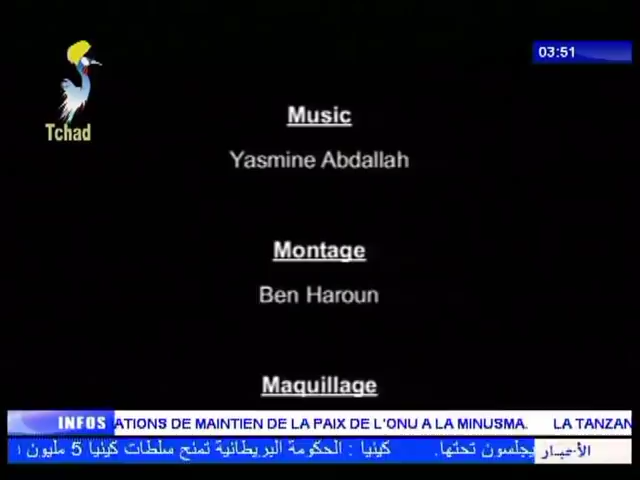 03:51
Tchad
Music
Yasmine Abdallah
Montage
Ben Haroun
Maquillage
INFOS ATIONS DE MAINTIEN DE LA PAIX DE L'ONU A LA MINUSMA. LA TANZAN
الأخبار يجلسون تحتها. كينيا : الحكومة البريطانية تمنح سلطات كينيا 5 مليون